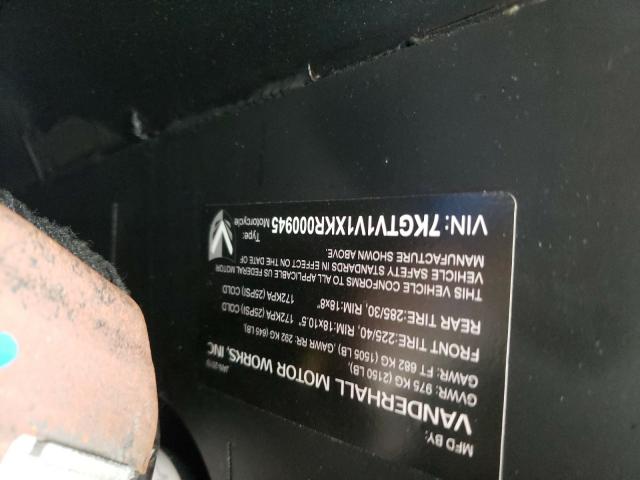 MFD BY: JAN-2019
VANDERHALL MOTOR WORKS, INC
GVWR: 975 KG (2150 LB),
GAWR: FT 682 KG (1505 LB), GAWR RR: 292 KG (645 LB),
FRONT TIRE:225/40, RIM:18x10.5" 172KPA (25PSI) COLD
REAR TIRE:285/30, RIM:18x8" 172KPA (25PSI) COLD
THIS VEHICLE CONFORMS TO ALL APPLICABLE US FEDERAL MOTOR
VEHICLE SAFETY STANDARDS IN EFFECT ON THE DATE OF
MANUFACTURE SHOWN ABOVE.
VIN:7KGTV1V1XKKR000945
Type:
Motorcycle